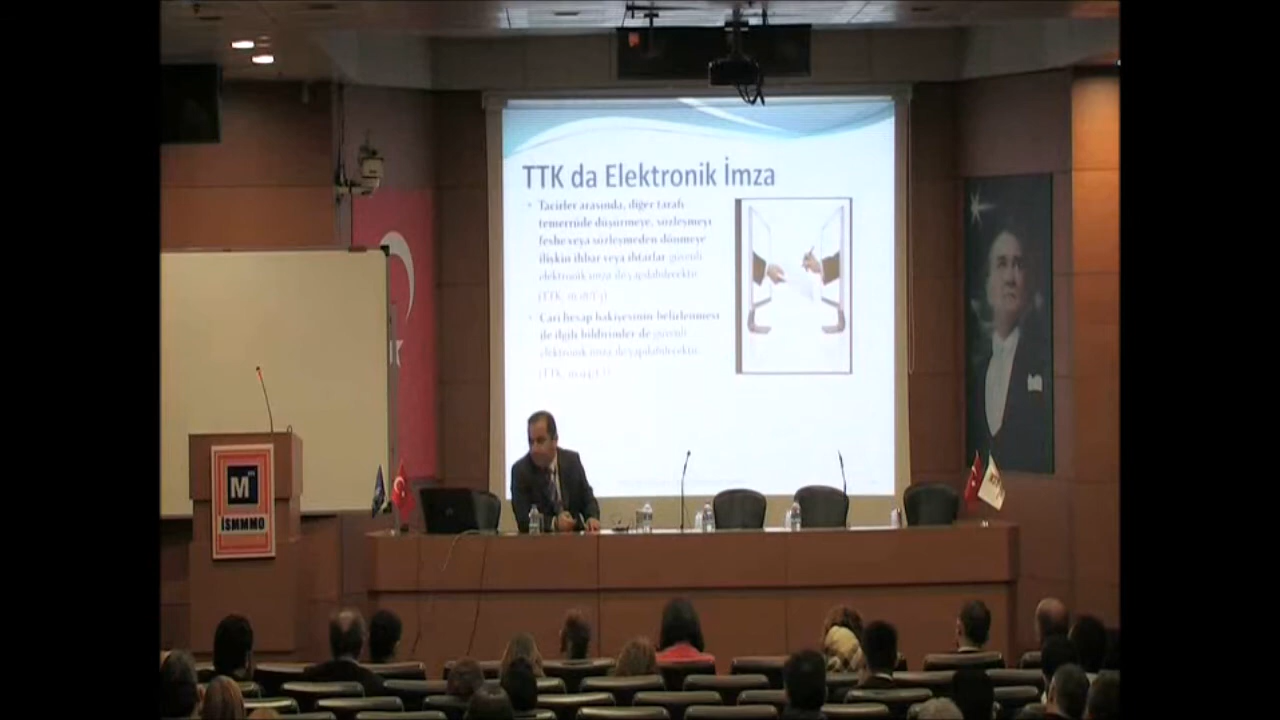 TTK da Elektronik İmza
Tacirler arasında, diğer tarafı
temerrüde düşürmeye, sözleşmeyi
feshe veya sözleşmeden dönmeye
ilişkin ihbar veya ihtarlar güvenli
elektronik imza ile yapılabilecektir.
Cari hesap bakiyesinin belirlenmesi
ile ilgili bildirimler de güvenli
elektronik imza ile yapılabilecektir.
M
İSMMMO